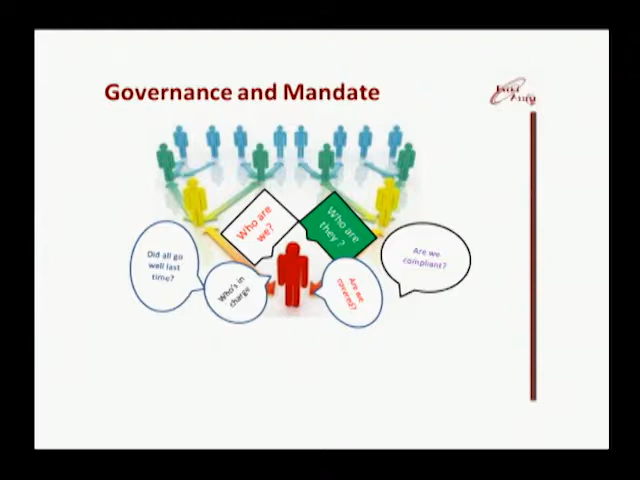 Governance and Mandate
Who are
we?
Who are
they ?
Did all go
well last
time?
Who's in
charge
Are we
covered?
Are we
compliant?